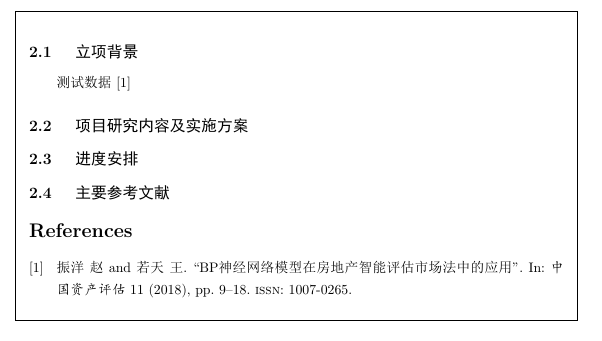 2.1 立项背景
测试数据 [1]
2.2 项目研究内容及实施方案
2.3 进度安排
2.4 主要参考文献
References
[1] 振洋 赵 and 若天 王. “BP神经网络模型在房地产智能评估市场法中的应用”. In: 中
国资产评估 11 (2018), pp. 9–18. ISSN: 1007-0265.